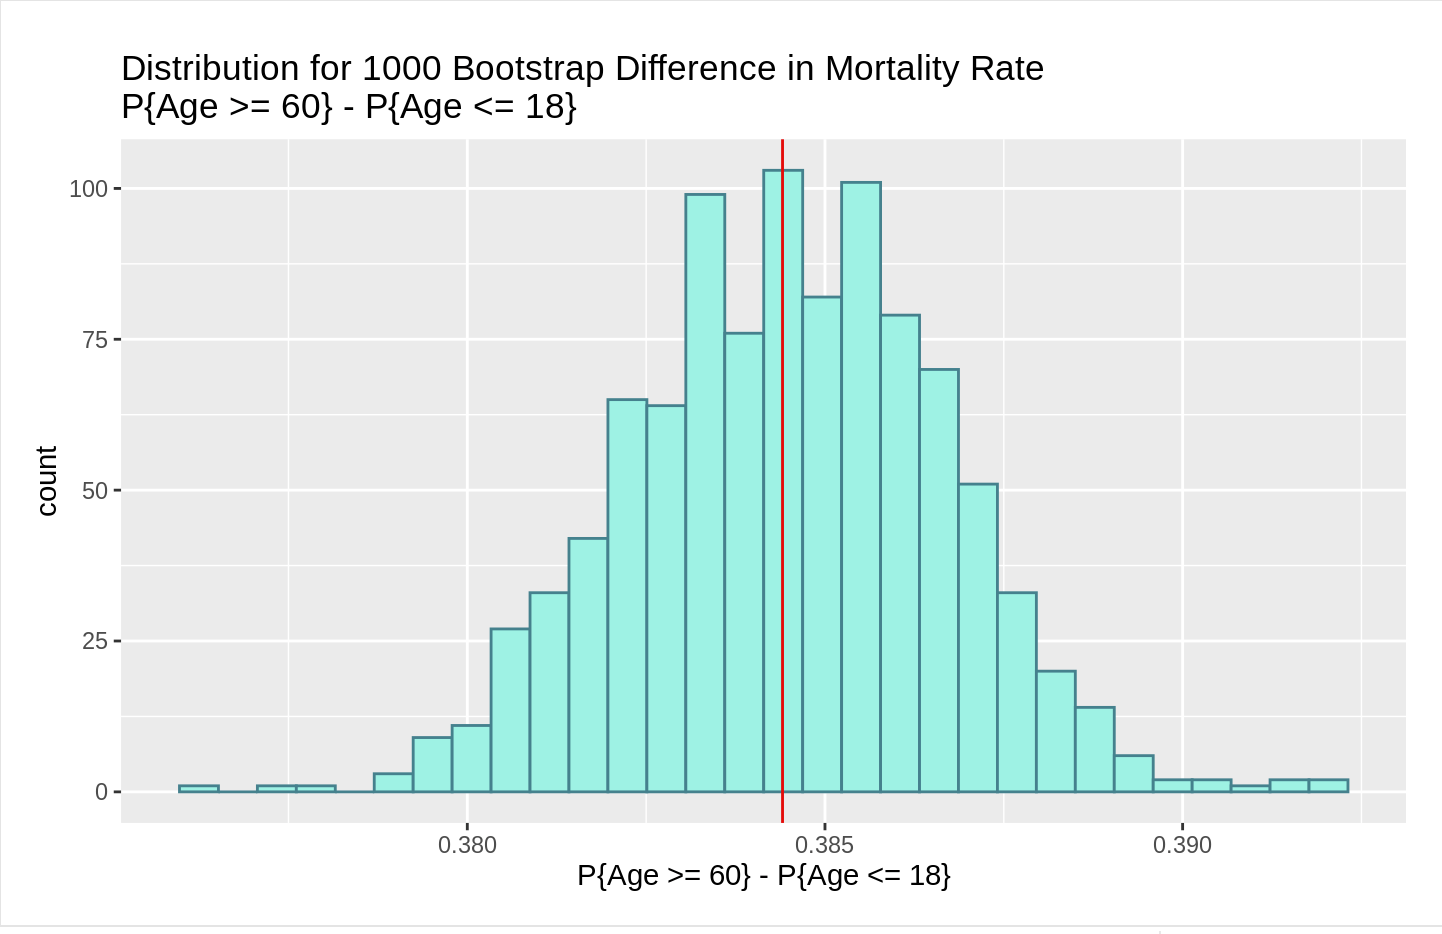 Distribution for 1000 Bootstrap Difference in Mortality Rate
P{Age >= 60} - P{Age <= 18}
100
75
50
25
0
count
0.380
0.385
0.390
P{Age >= 60} - P{Age <= 18}